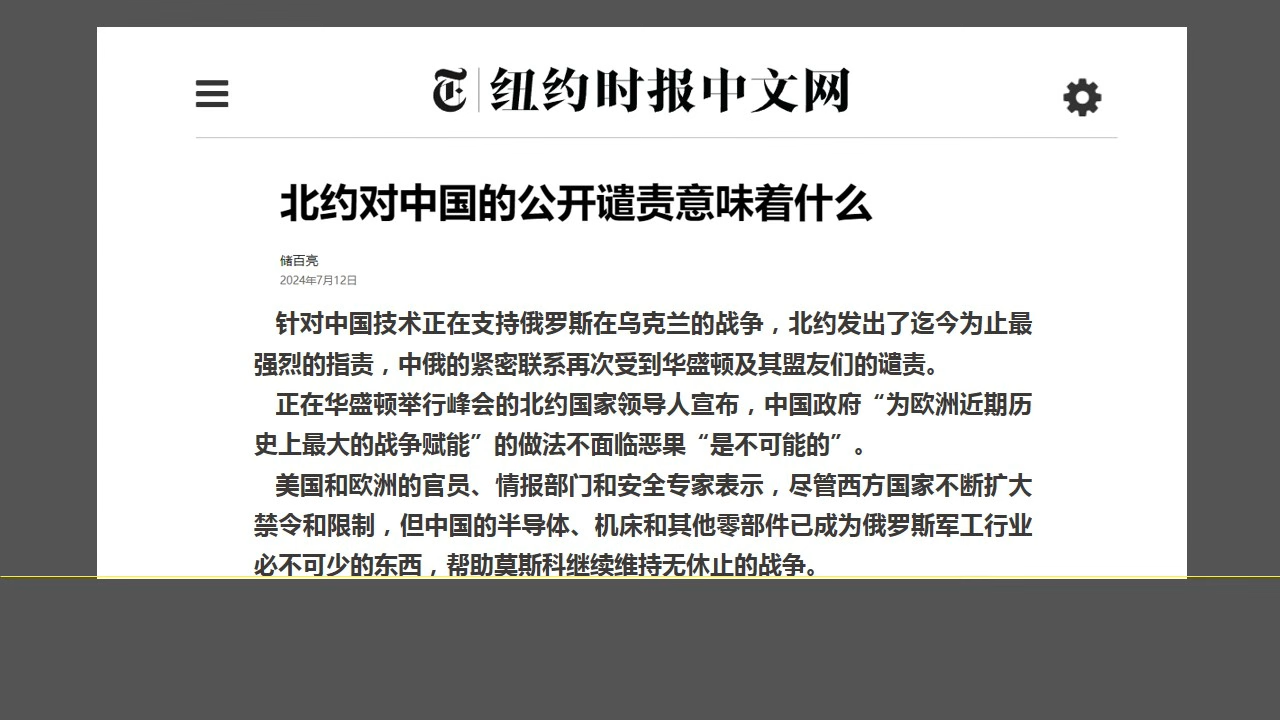 纽约时报中文网
北约对中国的公开谴责意味着什么
储百亮
2024年7月12日
针对中国技术正在支持俄罗斯在乌克兰的战争，北约发出了迄今为止最
强烈的指责，中俄的紧密联系再次受到华盛顿及其盟友们的谴责。
正在华盛顿举行峰会的北约国家领导人宣布，中国政府“为欧洲近期历
史上最大的战争赋能”的做法不面临恶果“是不可能的”。
美国和欧洲的官员、情报部门和安全专家表示，尽管西方国家不断扩大
禁令和限制，但中国的半导体、机床和其他零部件已成为俄罗斯军工行业
必不可少的东西，帮助莫斯科继续维持无休止的战争。